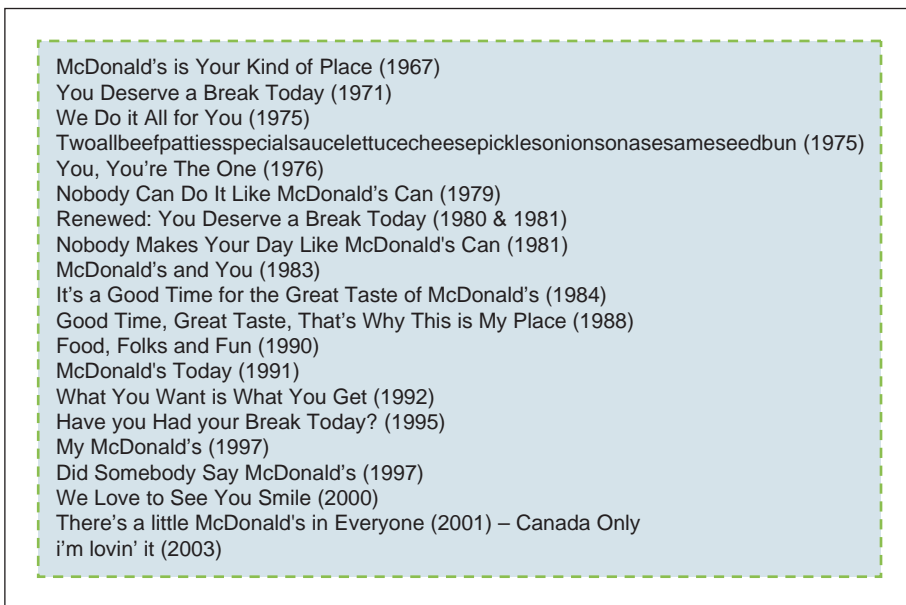 McDonald’s is Your Kind of Place (1967)
You Deserve a Break Today (1971)
We Do it All for You (1975)
Twoallbeefpattiesspecialsaucelettucecheesepicklesonionsonasesameseedbun (1975)
You, You’re The One (1976)
Nobody Can Do It Like McDonald’s Can (1979)
Renewed: You Deserve a Break Today (1980 & 1981)
Nobody Makes Your Day Like McDonald's Can (1981)
McDonald’s and You (1983)
It’s a Good Time for the Great Taste of McDonald’s (1984)
Good Time, Great Taste, That’s Why This is My Place (1988)
Food, Folks and Fun (1990)
McDonald's Today (1991)
What You Want is What You Get (1992)
Have you Had your Break Today? (1995)
My McDonald’s (1997)
Did Somebody Say McDonald’s (1997)
We Love to See You Smile (2000)
There’s a little McDonald's in Everyone (2001) – Canada Only
i’m lovin’ it (2003)